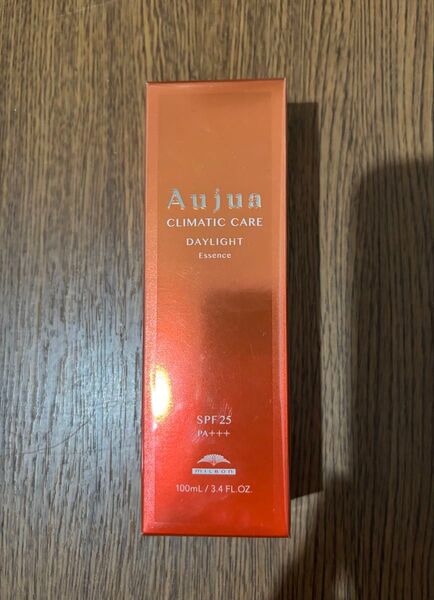 Aujua
CLIMATIC CARE
DAYLIGHT
Essence
SPF25
PA+++
MILBON
100mL / 3.4 FL.OZ.